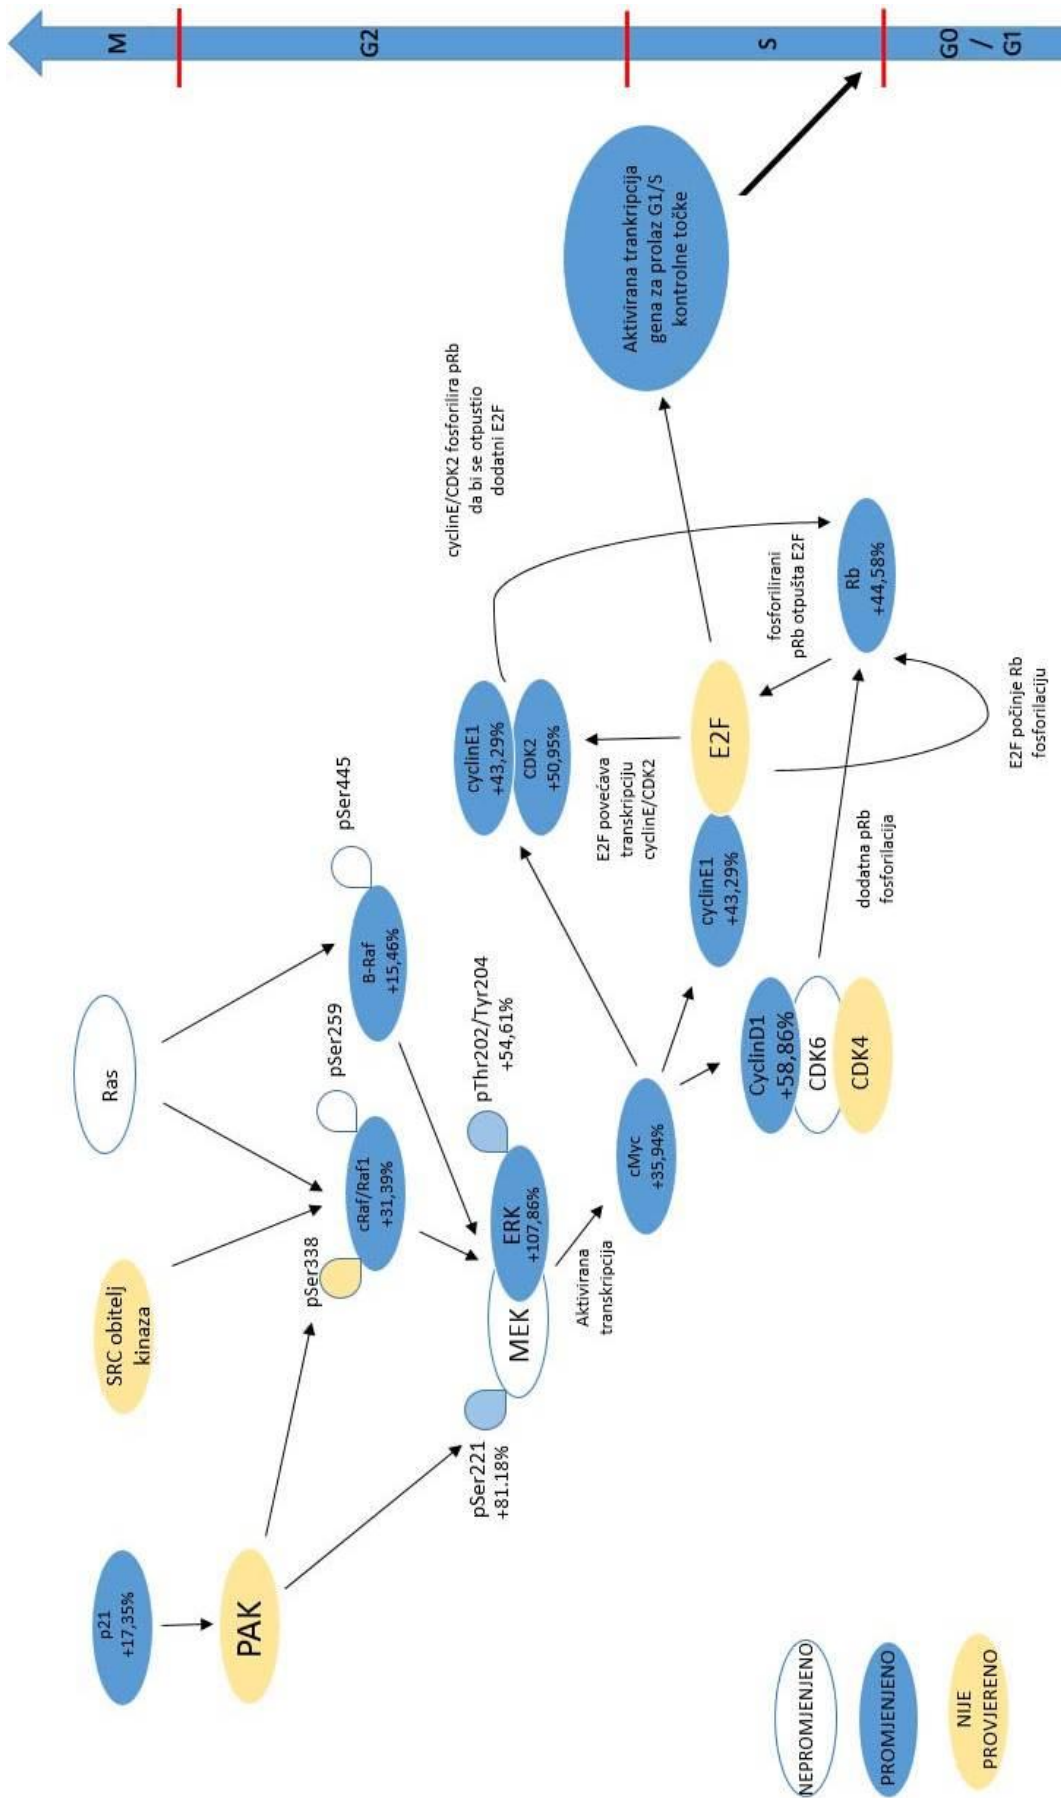 p21
+17,35%
SRC obitelj
kinaza
Ras
PAK
pSer338
cRaf/Raf1
+31,39%
pSer259
B-Raf
+15,46%
pSer445
pSer221
+81.18%
MEK
ERK
+107,86%
pThr202/Tyr204
+54,61%
Aktivirana
transkripcija
cMyc
+35,94%
cyclinE1
+43,29%
CDK2
+50,95%
cyclinE/CDK2 fosforilira pRb
da bi se otpustio
dodatni E2F
E2F povećava
transkripciju
cyclinE/CDK2
cyclinE1
+43,29%
E2F
CyclinD1
+58,86%
CDK6
CDK4
fosforilirani
pRb otpušta E2F
dodatna pRb
fosforilacija
Rb
+44,58%
E2F počinje Rb
fosforilaciju
Aktivirana trankripcija
gena za prolaz G1/S
kontrolne točke
M
G2
S
G0
/
G1
NEPROMJENJENO
PROMJENJENO
NIJE
PROVJERENO